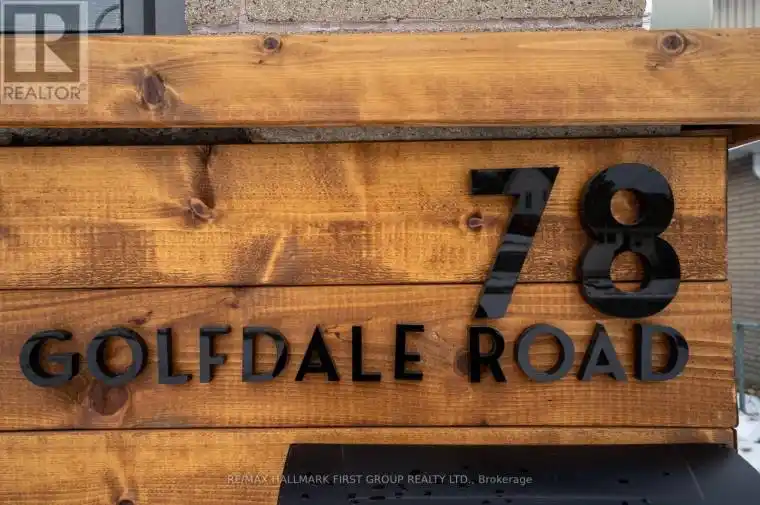 R
REALTOR®
78
GOLFDALE ROAD
RE/MAX HALLMARK FIRST GROUP REALTY LTD., Brokerage